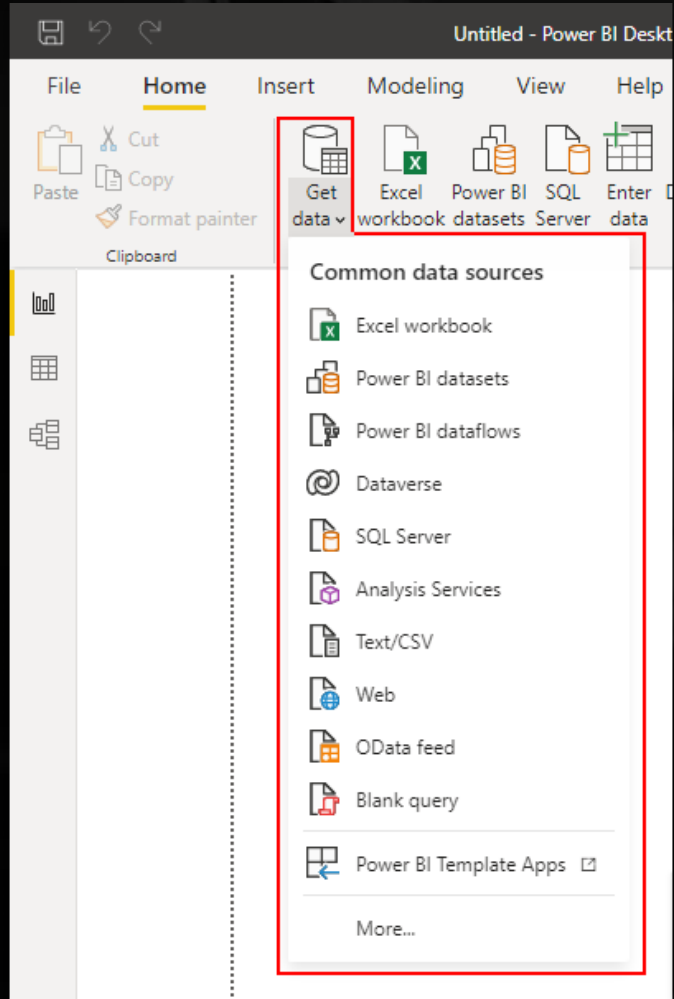 Untitled - Power BI Deskt
File Home Insert Modeling View Help
Paste
Cut
Copy
Format painter
Clipboard
Get data
Excel workbook
Power BI datasets
SQL Server
Enter data
Common data sources
Excel workbook
Power BI datasets
Power BI dataflows
Dataverse
SQL Server
Analysis Services
Text/CSV
Web
OData feed
Blank query
Power BI Template Apps
More...